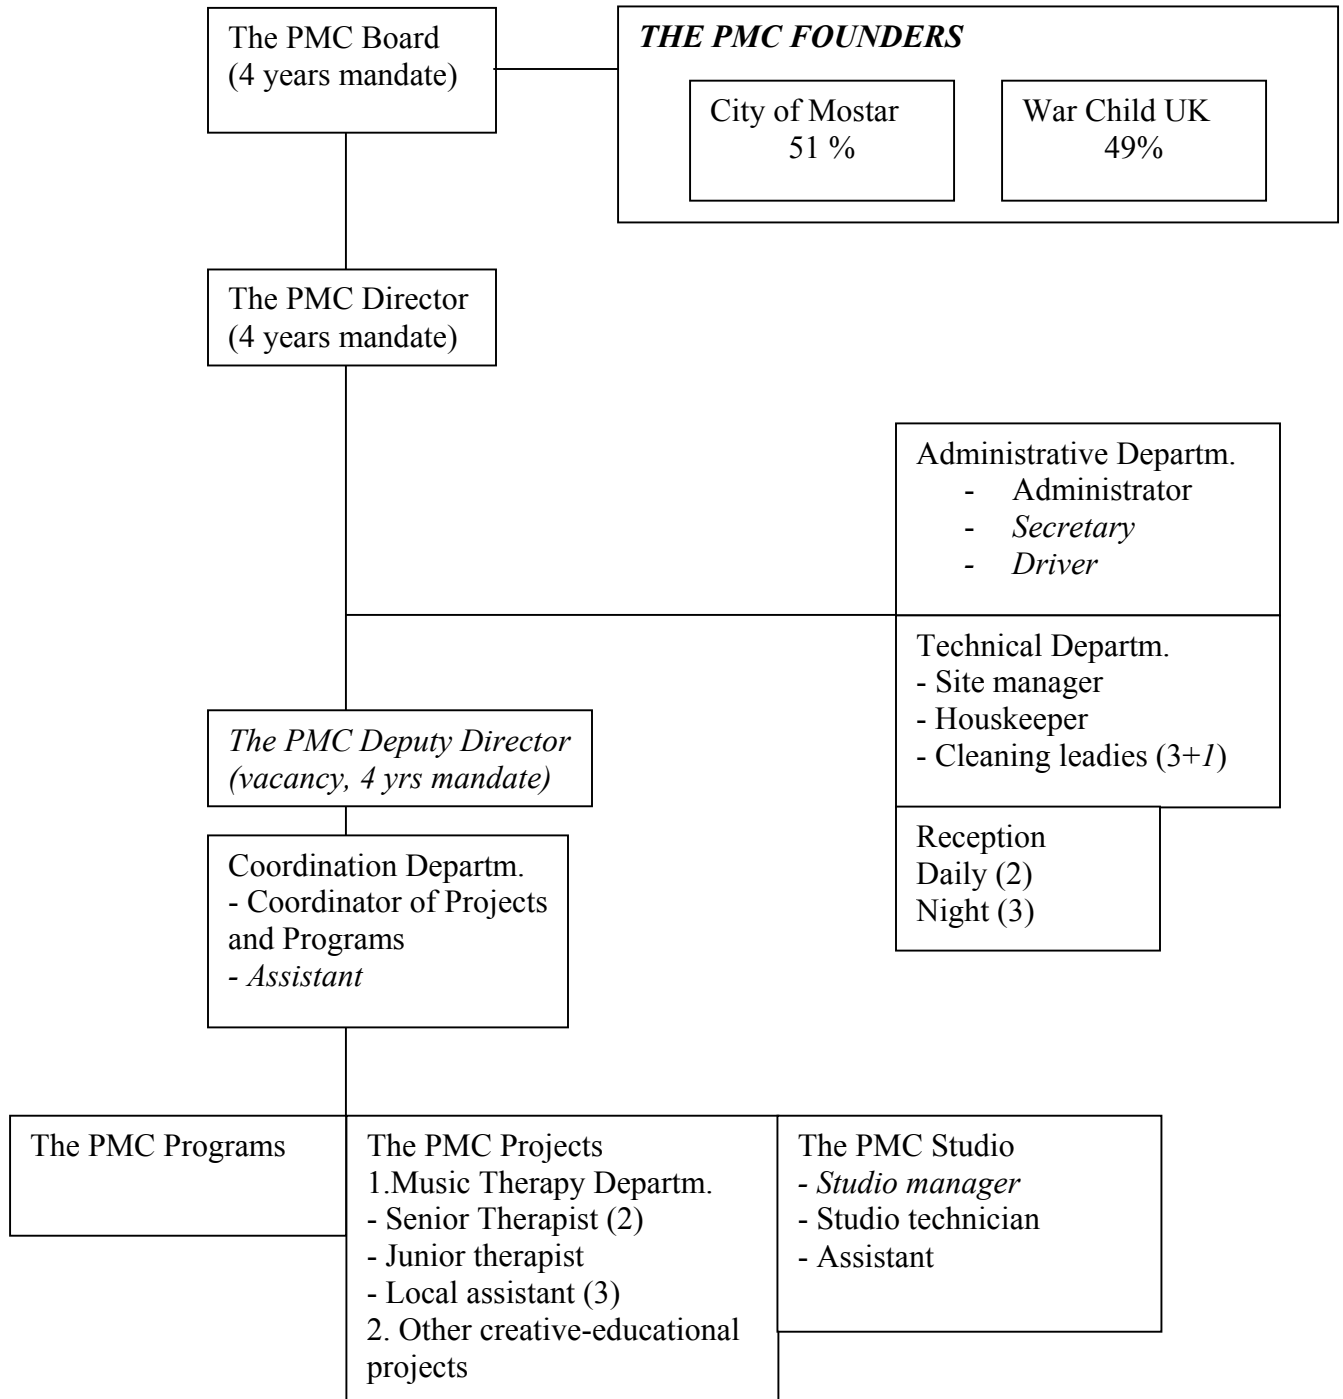 The PMC Board
(4 years mandate)
THE PMC FOUNDERS
City of Mostar
51 %
War Child UK
49%
The PMC Director
(4 years mandate)
Administrative Departm.
- Administrator
- Secretary
- Driver
Technical Departm.
- Site manager
- Houskeeper
- Cleaning leadies (3+1)
Reception
Daily (2)
Night (3)
The PMC Deputy Director
(vacancy, 4 yrs mandate)
Coordination Departm.
- Coordinator of Projects
and Programs
- Assistant
The PMC Programs
The PMC Projects
1.Music Therapy Departm.
- Senior Therapist (2)
- Junior therapist
- Local assistant (3)
2. Other creative-educational
projects
The PMC Studio
- Studio manager
- Studio technician
- Assistant